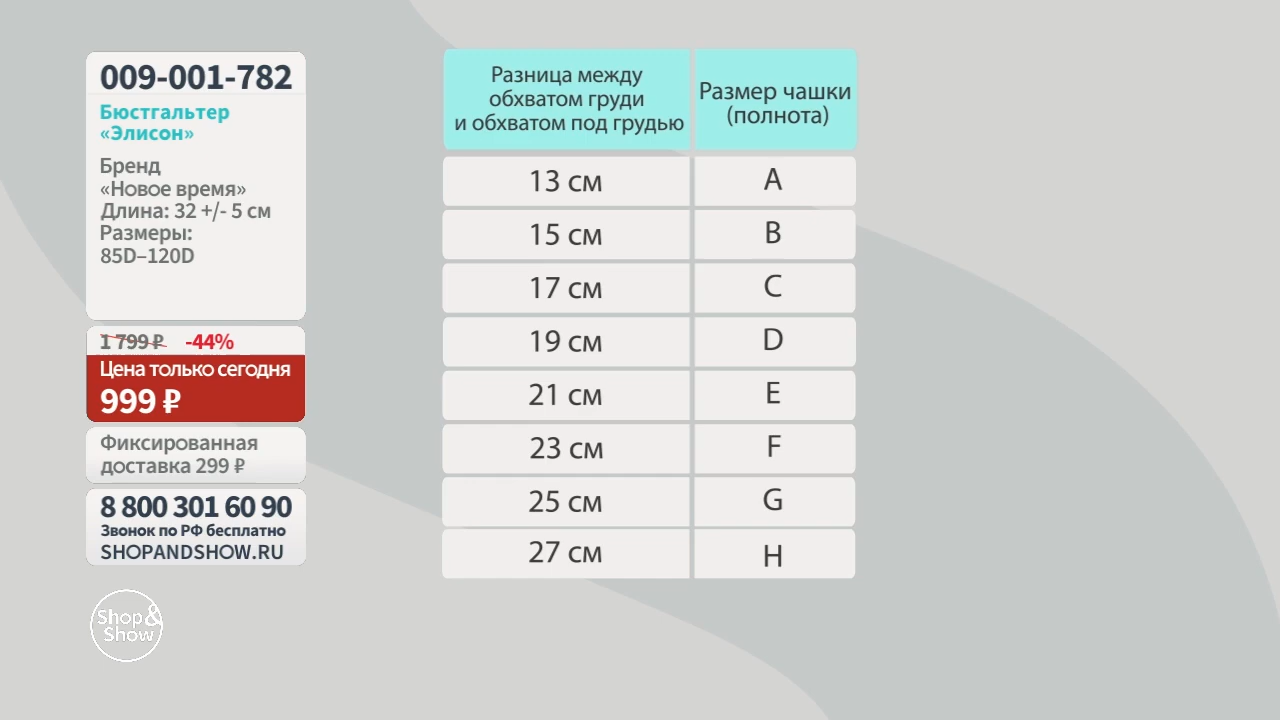 009-001-782
Бюстгальтер
«Элисон»
Бренд
«Новое время»
Длина: 32 +/- 5 см
Размеры:
85D–120D
1 799 ₽ -44%
Цена только сегодня
999 ₽
Фиксированная
доставка 299 ₽
8 800 301 60 90
Звонок по РФ бесплатно
SHOPANDSHOW.RU
Shop&
Show
Разница между
обхватом груди
и обхватом под грудью
Размер чашки
(полнота)
13 см A
15 см B
17 см C
19 см D
21 см E
23 см F
25 см G
27 см H